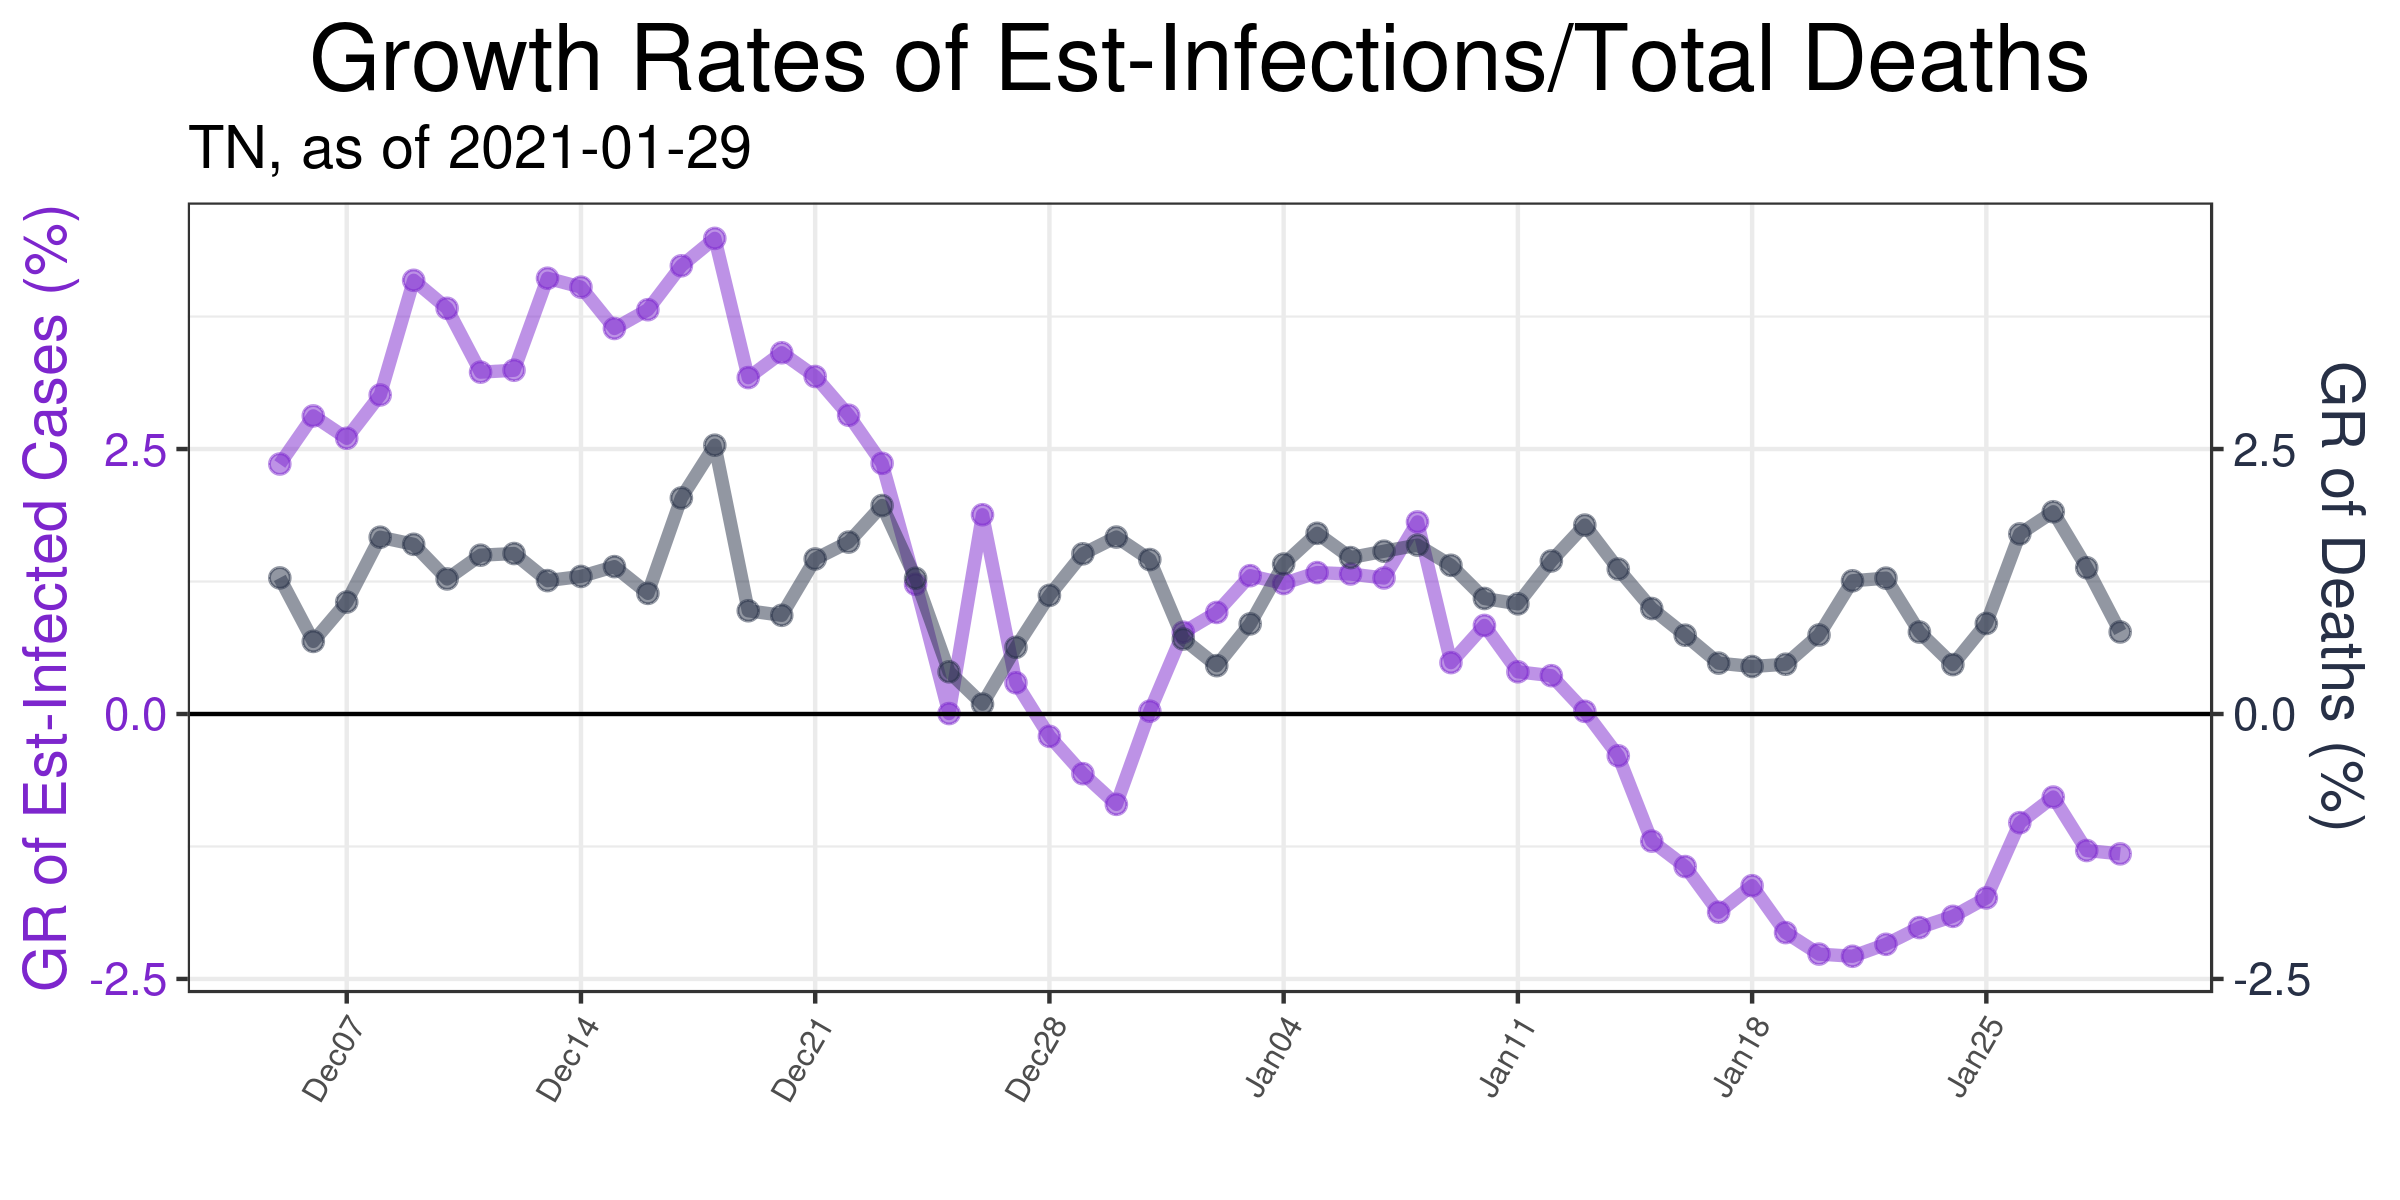 Growth Rates of Est-Infections/Total Deaths
TN, as of 2021-01-29
GR of Est-Infected Cases (%)
2.5
0.0
-2.5
2.5
0.0
-2.5
GR of Deaths (%)
Dec07
Dec14
Dec21
Dec28
Jan04
Jan11
Jan18
Jan25